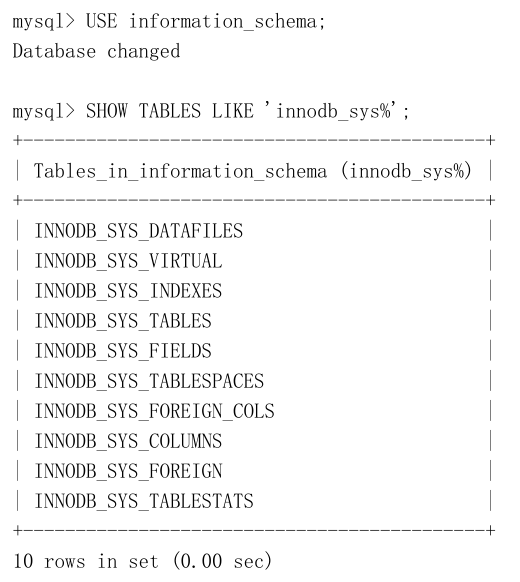 mysql> USE information_schema;
Database changed
mysql> SHOW TABLES LIKE 'innodb_sys%';
+--------------------------------------------+
| Tables_in_information_schema (innodb_sys%) |
+--------------------------------------------+
| INNODB_SYS_DATAFILES                       |
| INNODB_SYS_VIRTUAL                         |
| INNODB_SYS_INDEXES                         |
| INNODB_SYS_TABLES                          |
| INNODB_SYS_FIELDS                          |
| INNODB_SYS_TABLESPACES                     |
| INNODB_SYS_FOREIGN_COLS                    |
| INNODB_SYS_COLUMNS                         |
| INNODB_SYS_FOREIGN                         |
| INNODB_SYS_TABLESTATS                      |
+--------------------------------------------+
10 rows in set (0.00 sec)